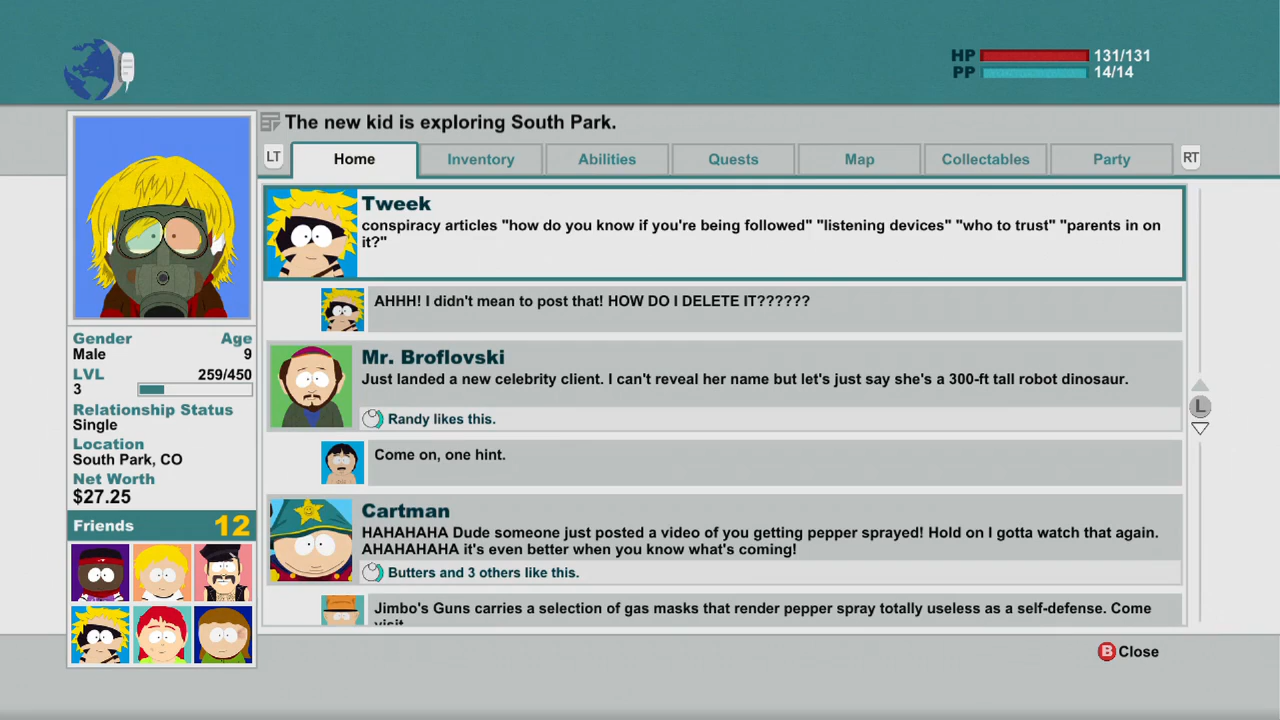 HP 131/131
PP 14/14
The new kid is exploring South Park.
LT Home Inventory Abilities Quests Map Collectables Party RT
Gender Age
Male 9
LVL 259/450
3
Relationship Status
Single
Location
South Park, CO
Net Worth
$27.25
Friends 12
Tweek
conspiracy articles "how do you know if you're being followed" "listening devices" "who to trust" "parents in on
it?"
AHHH! I didn't mean to post that! HOW DO I DELETE IT??????
Mr. Broflovski
Just landed a new celebrity client. I can't reveal her name but let's just say she's a 300-ft tall robot dinosaur.
Randy likes this.
Come on, one hint.
Cartman
HAHAHAHA Dude someone just posted a video of you getting pepper sprayed! Hold on I gotta watch that again.
AHAHAHAHA it's even better when you know what's coming!
Butters and 3 others like this.
Jimbo's Guns carries a selection of gas masks that render pepper spray totally useless as a self-defense. Come
visit
L
B Close